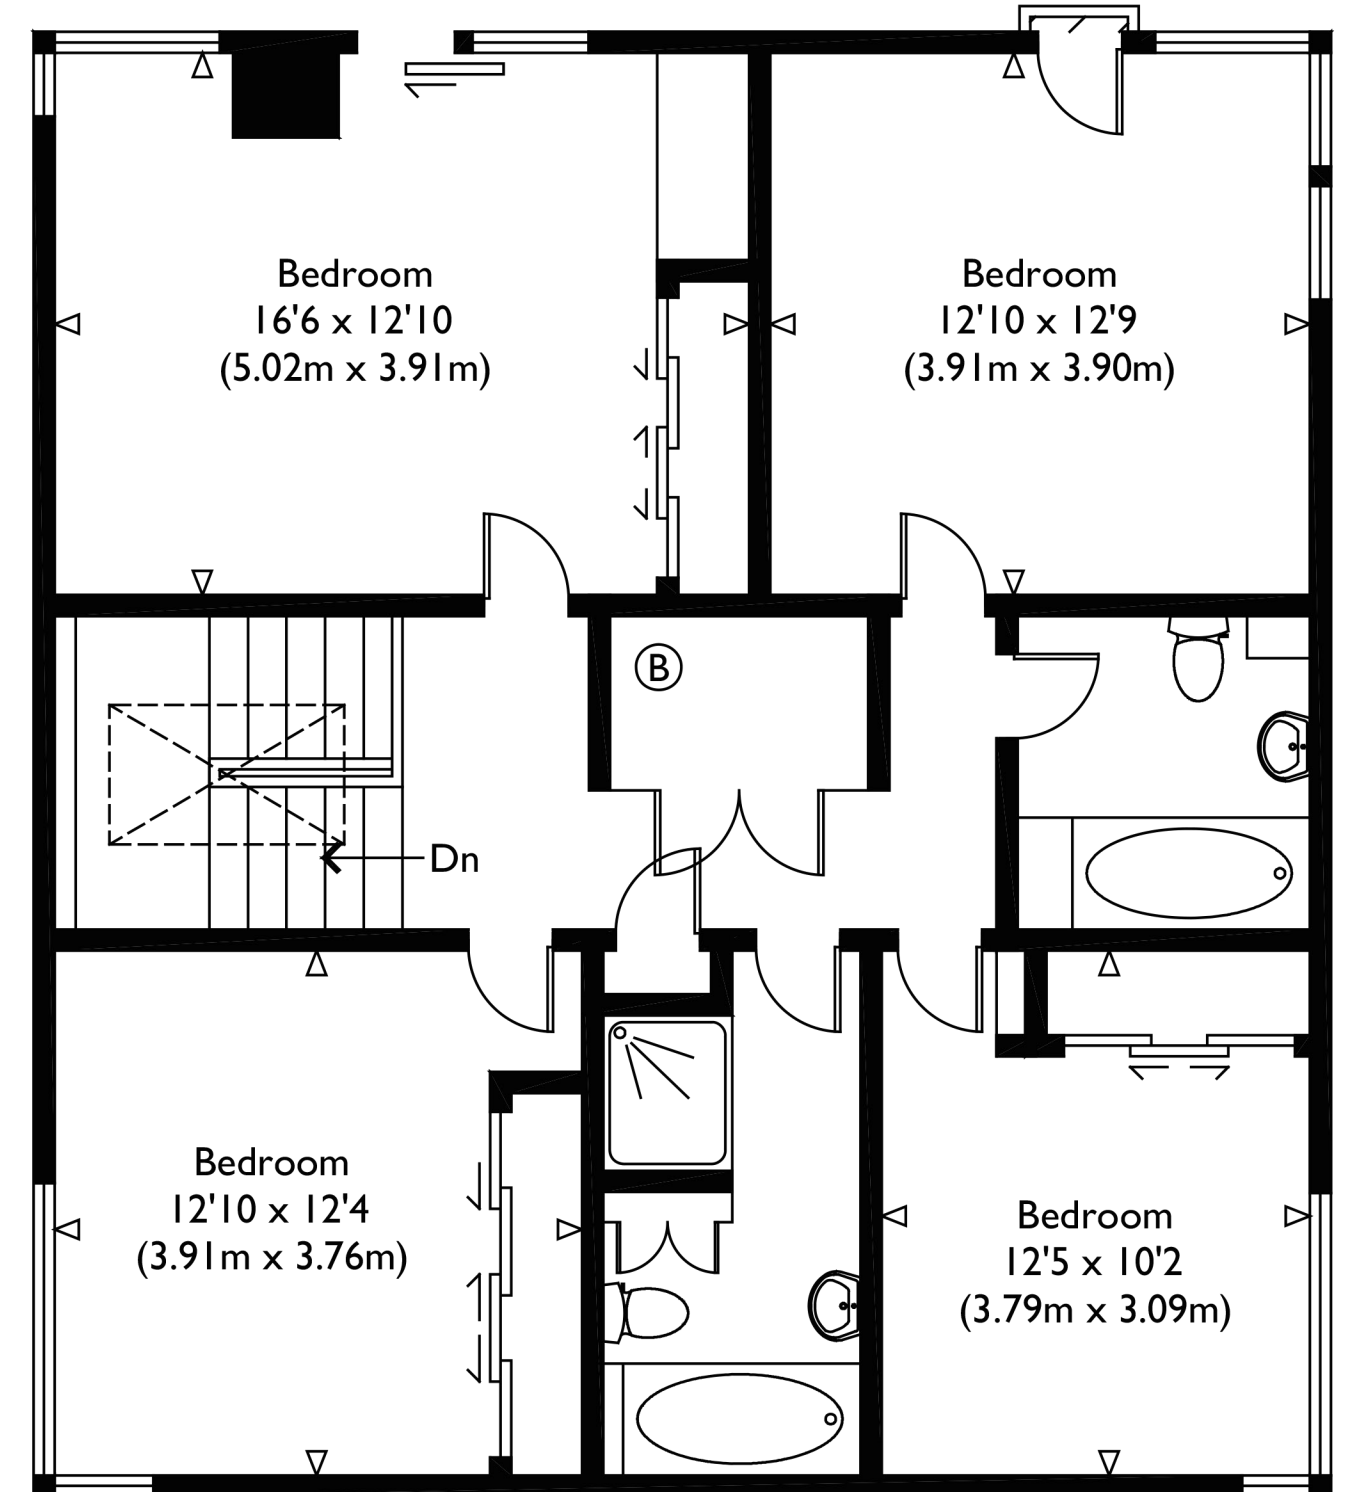 Bedroom
16'6 x 12'10
(5.02m x 3.91m)
Bedroom
12'10 x 12'9
(3.91m x 3.90m)
B
Dn
Bedroom
12'10 x 12'4
(3.91m x 3.76m)
Bedroom
12'5 x 10'2
(3.79m x 3.09m)